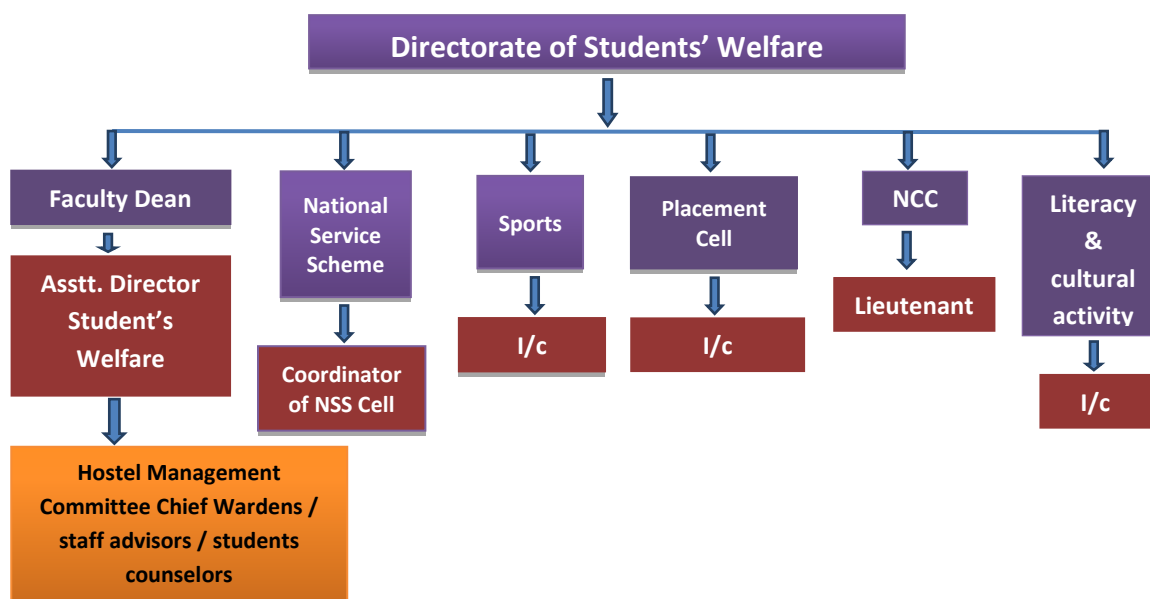 Directorate of Students’ Welfare
Faculty Dean
National
Service
Scheme
Sports
Placement
Cell
NCC
Literacy
&
cultural
activity
Asstt. Director
Student’s
Welfare
Coordinator
of NSS Cell
I/c
I/c
Lieutenant
I/c
Hostel Management
Committee Chief Wardens /
staff advisors / students
counselors